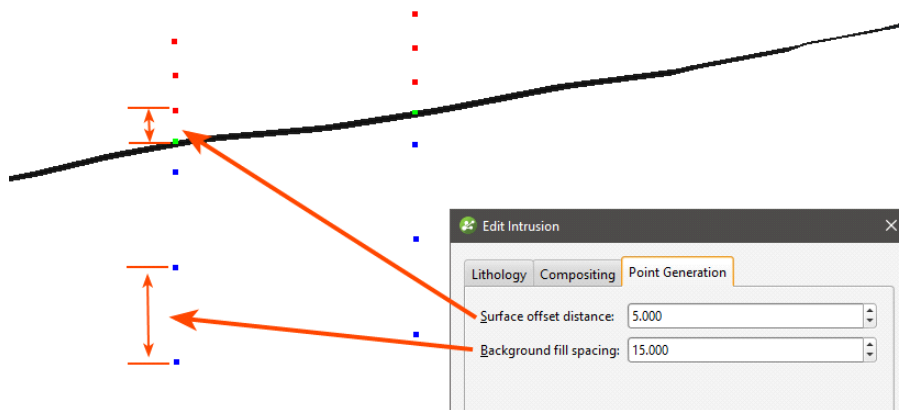 Edit Intrusion
Lithology Compositing Point Generation
Surface offset distance: 5.000
Background fill spacing: 15.000